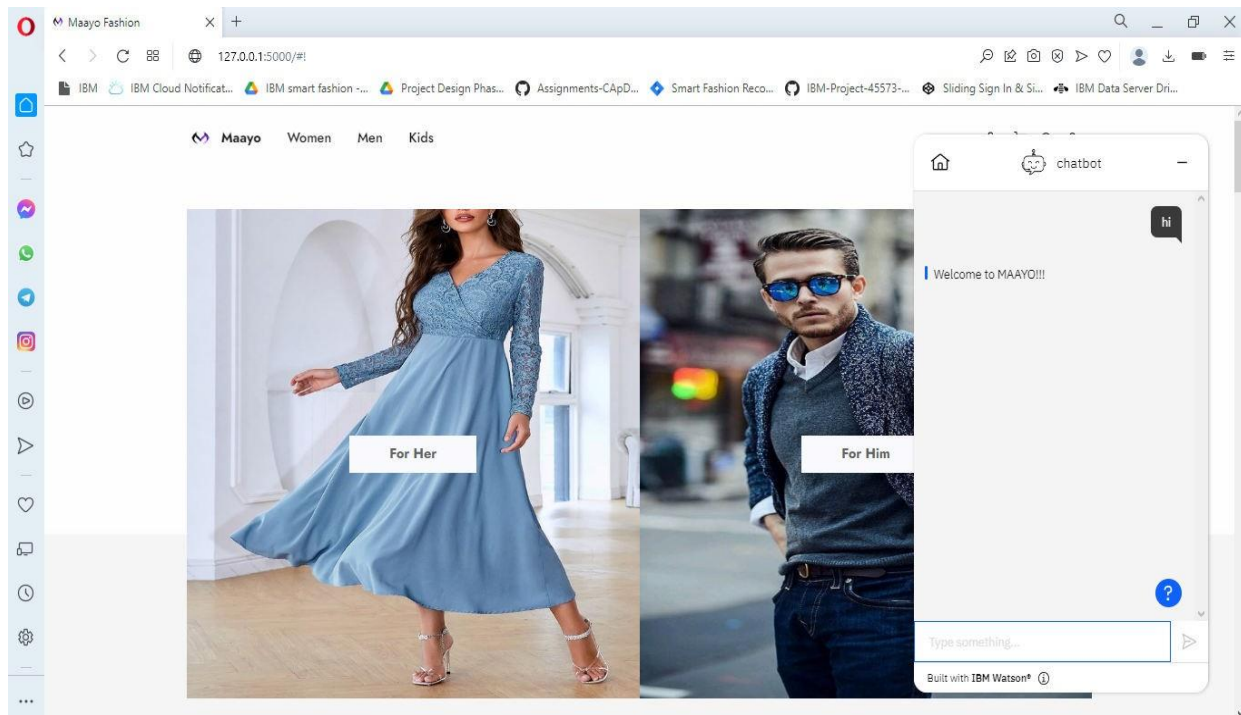 Maayo Fashion
127.0.0.1:5000/#!
IBM IBM Cloud Notificat... IBM smart fashion -... Project Design Phas... Assignments-CApD... Smart Fashion Reco... IBM-Project-45573-... Sliding Sign In & Si... IBM Data Server Dri...
Maayo Women Men Kids
chatbot
hi
Welcome to MAAYO!!!
For Her
For Him
?
Type something...
Built with IBM Watson®